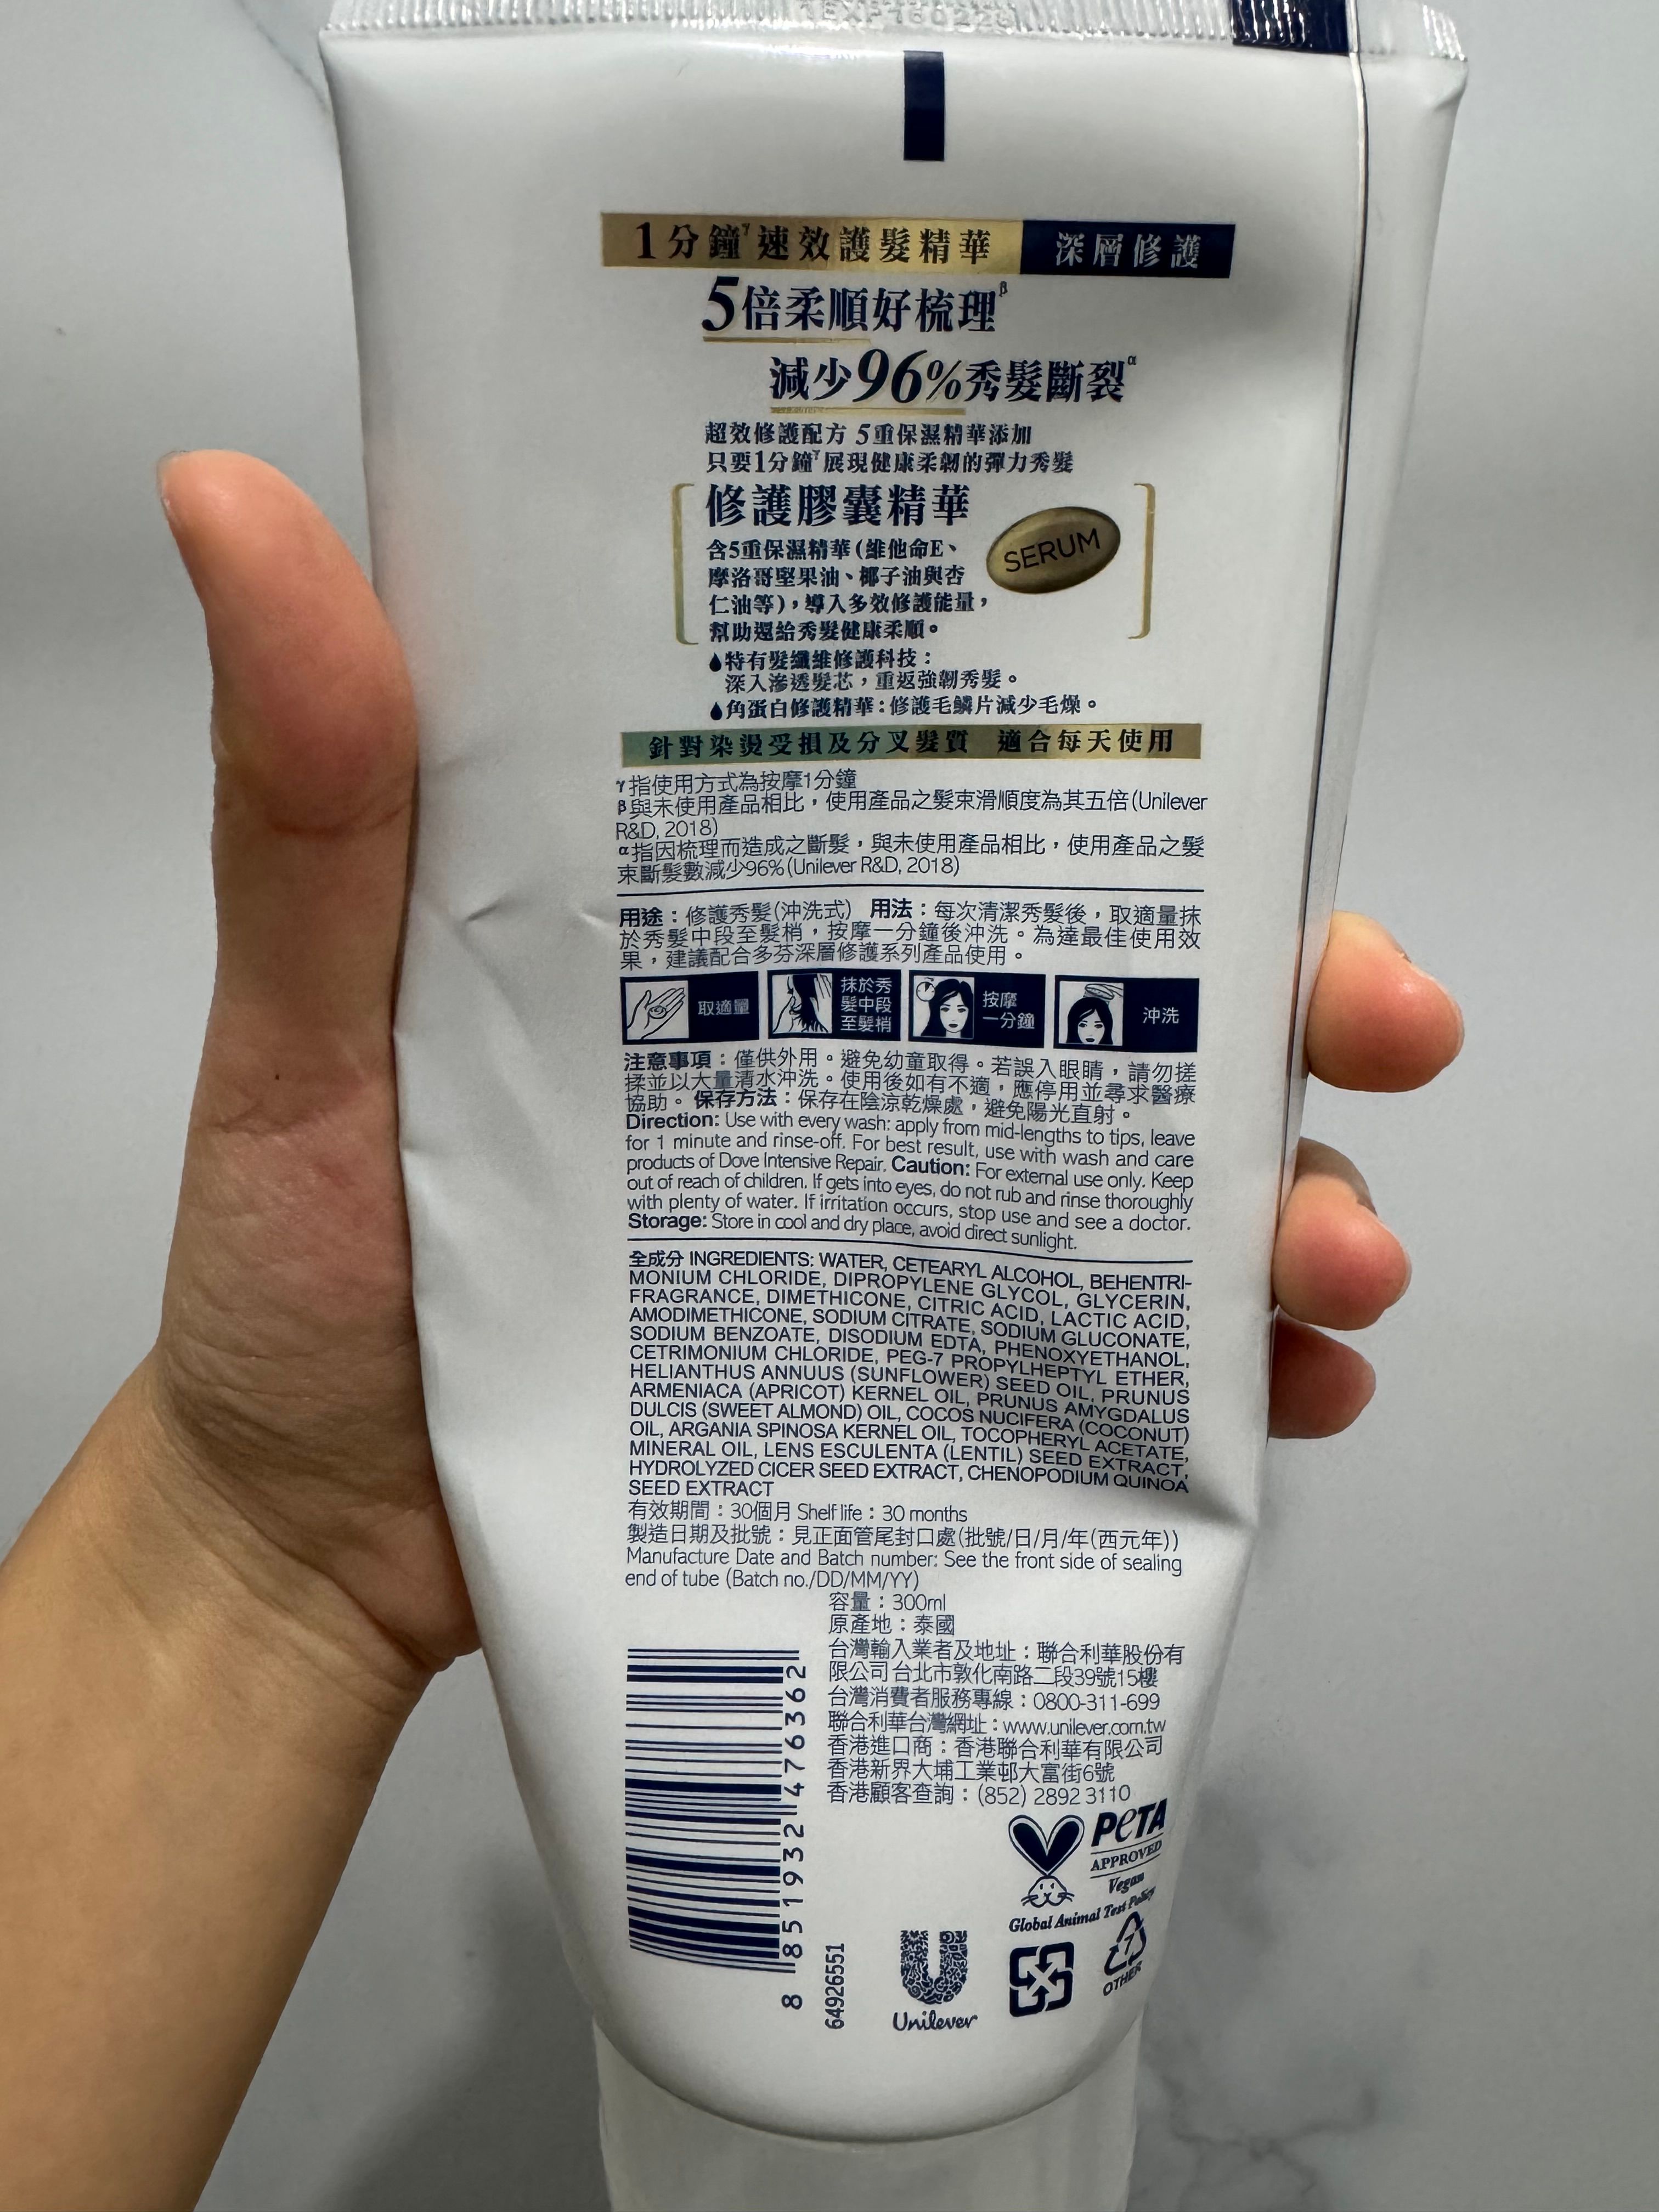 1分鐘γ速效護髮精華 深層修護
5倍柔順好梳理β
減少96%秀髮斷裂α
超效修護配方 5重保濕精華添加
只要1分鐘γ展現健康柔韌的彈力秀髮
修護膠囊精華
SERUM
含5重保濕精華(維他命E、
摩洛哥堅果油、椰子油與杏
仁油等)，導入多效修護能量，
幫助還給秀髮健康柔順。
特有髮纖維修護科技：
深入滲透髮芯，重返強韌秀髮。
角蛋白修護精華：修護毛鱗片減少毛燥。
針對染燙受損及分叉髮質 適合每天使用
γ指使用方式為按摩1分鐘
β與未使用產品相比，使用產品之髮束滑順度為其五倍(Unilever
R&D, 2018)
α指因梳理而造成之斷髮，與未使用產品相比，使用產品之髮
束斷髮數減少96%(Unilever R&D, 2018)
用途：修護秀髮(沖洗式) 用法：每次清潔秀髮後，取適量抹
於秀髮中段至髮梢，按摩一分鐘後沖洗。為達最佳使用效
果，建議配合多芬深層修護系列產品使用。
取適量
抹於秀
髮中段
至髮梢
按摩
一分鐘
沖洗
注意事項：僅供外用。避免幼童取得。若誤入眼睛，請勿搓
揉並以大量清水沖洗。使用後如有不適，應停用並尋求醫療
協助。保存方法：保存在陰涼乾燥處，避免陽光直射。
Direction: Use with every wash: apply from mid-lengths to tips, leave
for 1 minute and rinse-off. For best result, use with wash and care
products of Dove Intensive Repair. Caution: For external use only. Keep
out of reach of children. If gets into eyes, do not rub and rinse thoroughly
with plenty of water. If irritation occurs, stop use and see a doctor.
Storage: Store in cool and dry place, avoid direct sunlight.
全成分 INGREDIENTS: WATER, CETEARYL ALCOHOL, BEHENTRI-
MONIUM CHLORIDE, DIPROPYLENE GLYCOL, GLYCERIN,
FRAGRANCE, DIMETHICONE, CITRIC ACID, LACTIC ACID,
AMODIMETHICONE, SODIUM CITRATE, SODIUM GLUCONATE,
SODIUM BENZOATE, DISODIUM EDTA, PHENOXYETHANOL,
CETRIMONIUM CHLORIDE, PEG-7 PROPYLHEPTYL ETHER,
HELIANTHUS ANNUUS (SUNFLOWER) SEED OIL, PRUNUS
ARMENIACA (APRICOT) KERNEL OIL, PRUNUS AMYGDALUS
DULCIS (SWEET ALMOND) OIL, COCOS NUCIFERA (COCONUT)
OIL, ARGANIA SPINOSA KERNEL OIL, TOCOPHERYL ACETATE,
MINERAL OIL, LENS ESCULENTA (LENTIL) SEED EXTRACT,
HYDROLYZED CICER SEED EXTRACT, CHENOPODIUM QUINOA
SEED EXTRACT
有效期間：30個月 Shelf life：30 months
製造日期及批號：見正面管尾封口處(批號/日/月/年(西元年))
Manufacture Date and Batch number: See the front side of sealing
end of tube (Batch no./DD/MM/YY)
容量：300ml
原產地：泰國
台灣輸入業者及地址：聯合利華股份有
限公司台北市敦化南路二段39號15樓
台灣消費者服務專線：0800-311-699
聯合利華台灣網址：www.unilever.com.tw
香港進口商：香港聯合利華有限公司
香港新界大埔工業邨大富街6號
香港顧客查詢：(852) 2892 3110
8 851932 476362
64926551
PETA
APPROVED
Vegan
Global Animal Test Policy
Unilever
7
OTHER